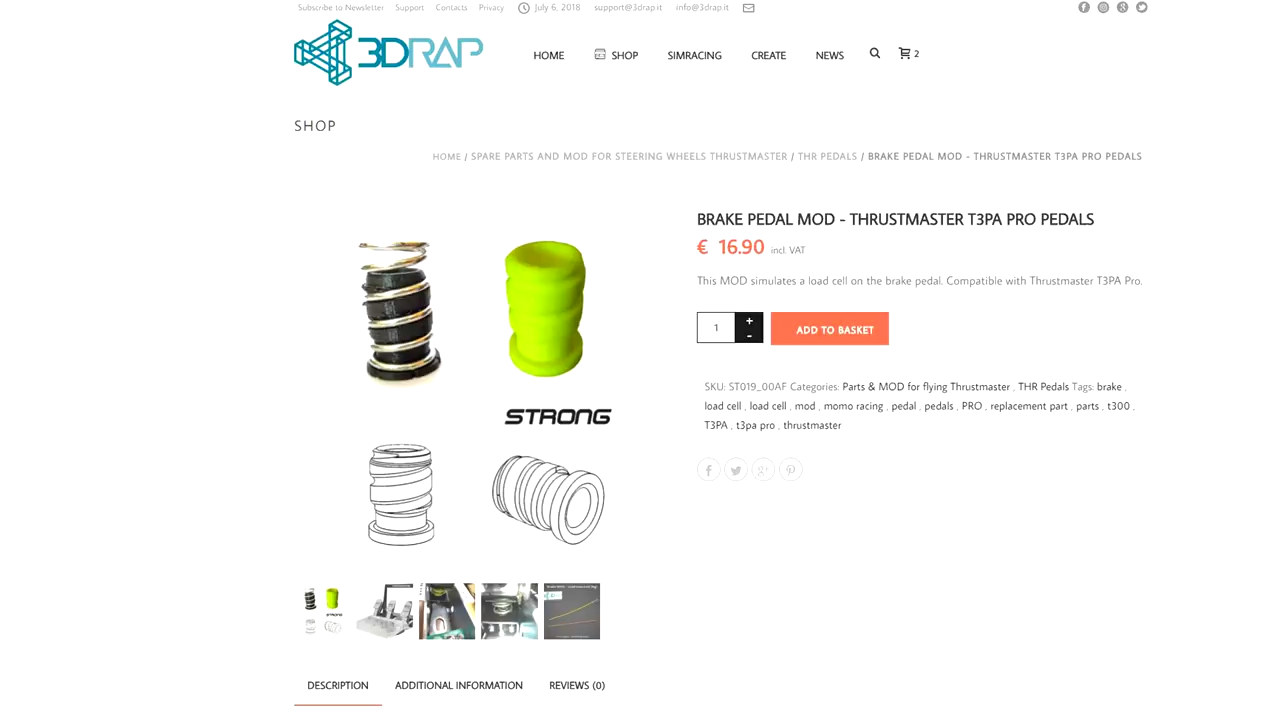 Subscribe to Newsletter Support Contacts Privacy July 6, 2018 support@3drap.it info@3drap.it
3DRAP
HOME SHOP SIMRACING CREATE NEWS 2
SHOP
HOME / SPARE PARTS AND MOD FOR STEERING WHEELS THRUSTMASTER / THR PEDALS / BRAKE PEDAL MOD - THRUSTMASTER T3PA PRO PEDALS
BRAKE PEDAL MOD - THRUSTMASTER T3PA PRO PEDALS
€ 16.90 incl. VAT
This MOD simulates a load cell on the brake pedal. Compatible with Thrustmaster T3PA Pro.
1 + - ADD TO BASKET
SKU: ST019_00AF Categories: Parts & MOD for flying Thrustmaster , THR Pedals Tags: brake ,
load cell , load cell , mod , momo racing , pedal , pedals , PRO , replacement part , parts , t300 ,
T3PA , t3pa pro , thrustmaster
STRONG
STRONG
DESCRIPTION ADDITIONAL INFORMATION REVIEWS (0)